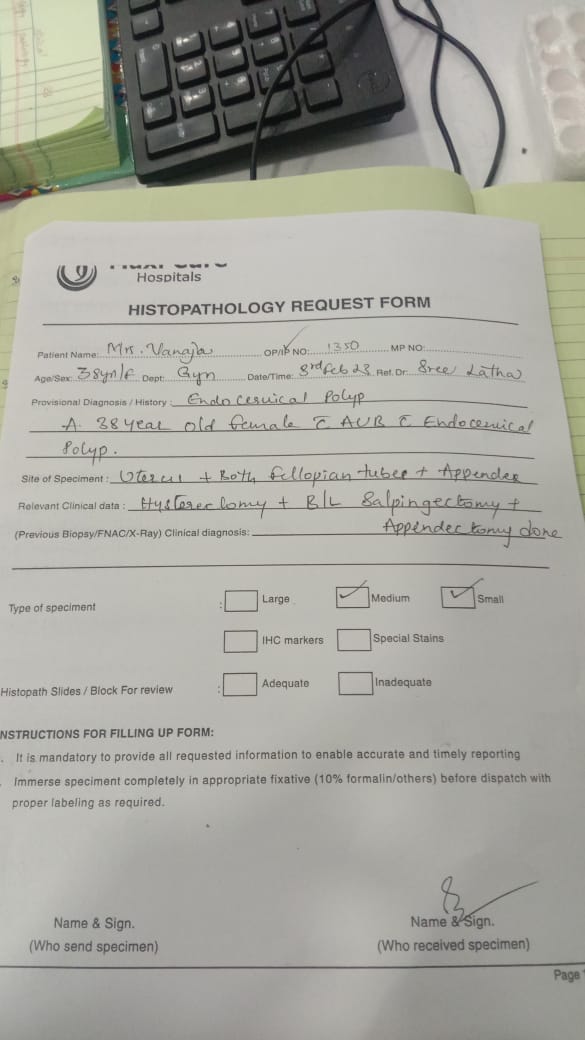 Hospitals
HISTOPATHOLOGY REQUEST FORM
Patient Name: Mrs. Vanaja OP/IP NO: 1350 MP NO:
Age/Sex: 38yr/F Dept: Gyn Date/Time: 3rd Feb 23 Ref. Dr: Sree Latha
Provisional Diagnosis / History : Endocervical Polyp
A 38 year old female c̄ AUB c̄ Endocervical
Polyp.
Site of Speciment : Uterus + Both fellopian tubes + Appendex
Relevant Clinical data : Hysterectomy + B/L Salpingectomy +
(Previous Biopsy/FNAC/X-Ray) Clinical diagnosis: Appendectomy done
Type of speciment : Large Medium Small
IHC markers Special Stains
Histopath Slides / Block For review : Adequate Inadequate
NSTRUCTIONS FOR FILLING UP FORM:
. It is mandatory to provide all requested information to enable accurate and timely reporting
. Immerse speciment completely in appropriate fixative (10% formalin/others) before dispatch with
proper labeling as required.
Name & Sign. Name & Sign.
(Who send specimen) (Who received specimen)
Page